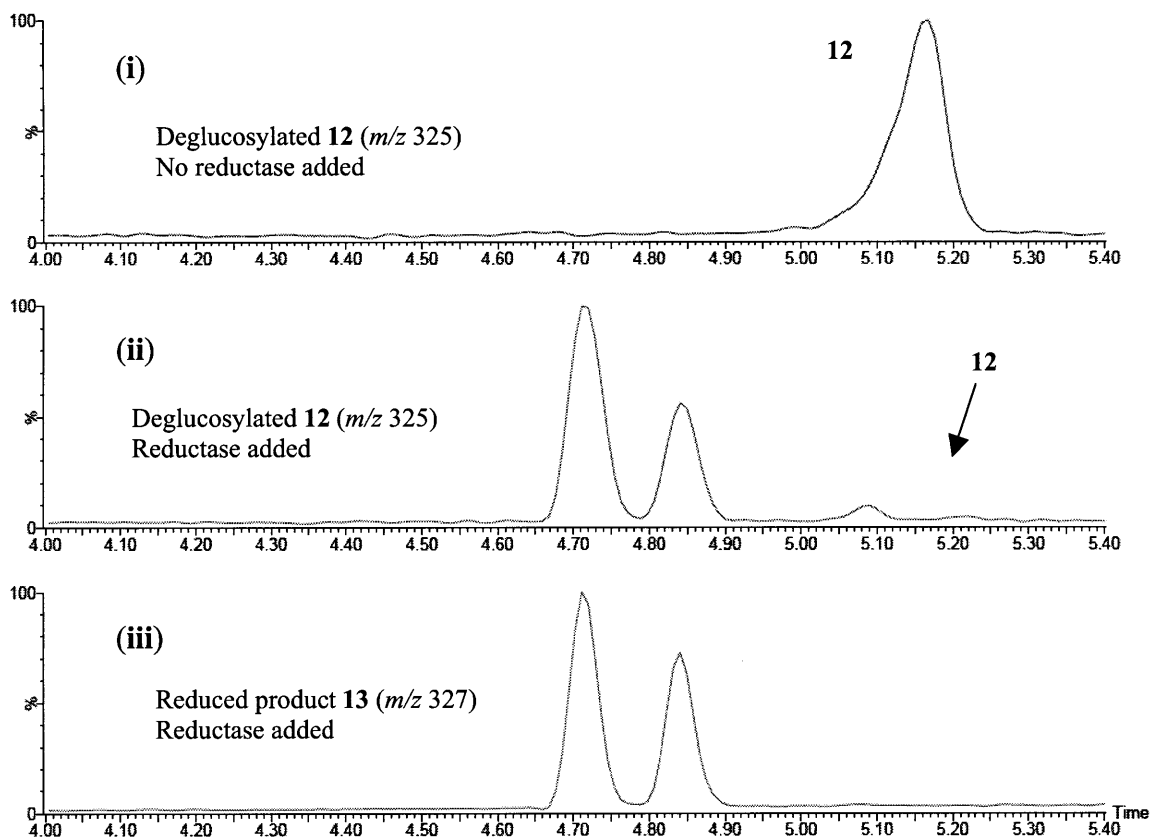 100
(i)
12
%
Deglucosylated 12 (m/z 325)
No reductase added
0
4.00 4.10 4.20 4.30 4.40 4.50 4.60 4.70 4.80 4.90 5.00 5.10 5.20 5.30 5.40
100
(ii)
12
%
Deglucosylated 12 (m/z 325)
Reductase added
0
4.00 4.10 4.20 4.30 4.40 4.50 4.60 4.70 4.80 4.90 5.00 5.10 5.20 5.30 5.40
100
(iii)
%
Reduced product 13 (m/z 327)
Reductase added
0
Time
4.00 4.10 4.20 4.30 4.40 4.50 4.60 4.70 4.80 4.90 5.00 5.10 5.20 5.30 5.40